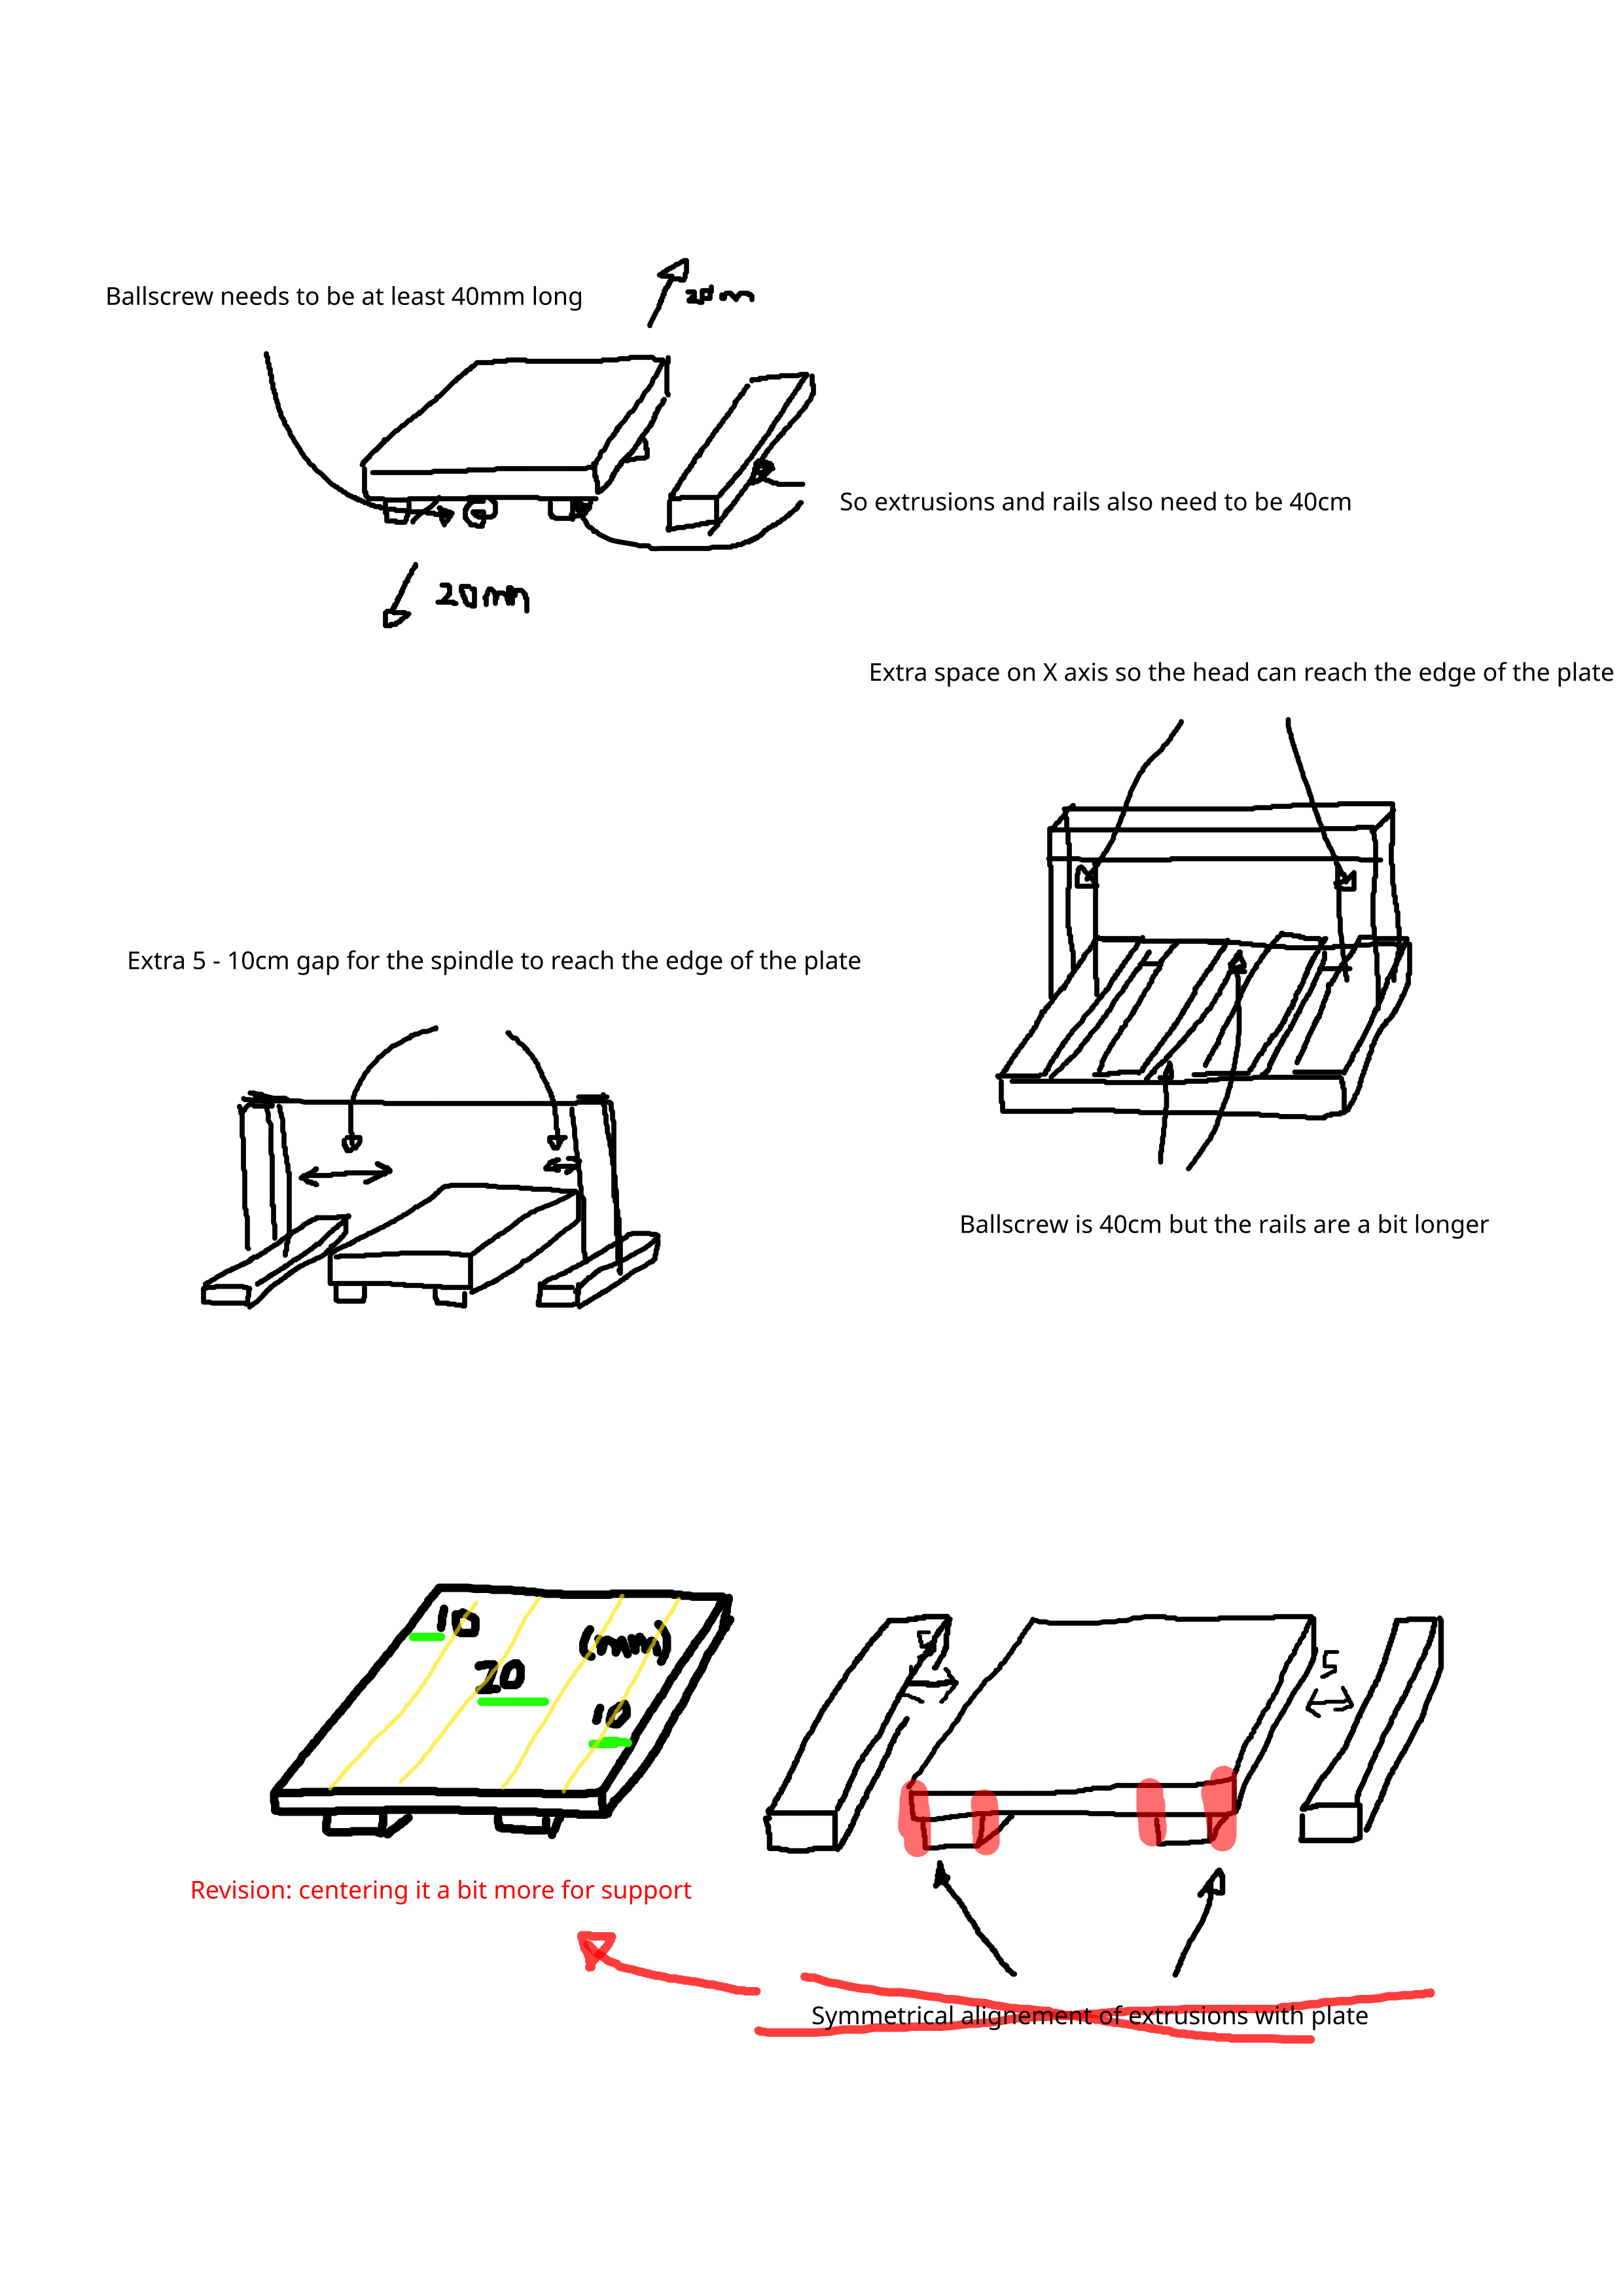 Ballscrew needs to be at least 40mm long
20m
So extrusions and rails also need to be 40cm
20mm
Extra space on X axis so the head can reach the edge of the plate
Extra 5 - 10cm gap for the spindle to reach the edge of the plate
Ballscrew is 40cm but the rails are a bit longer
10
(mm)
20
10
5
5
Revision: centering it a bit more for support
Symmetrical alignement of extrusions with plate